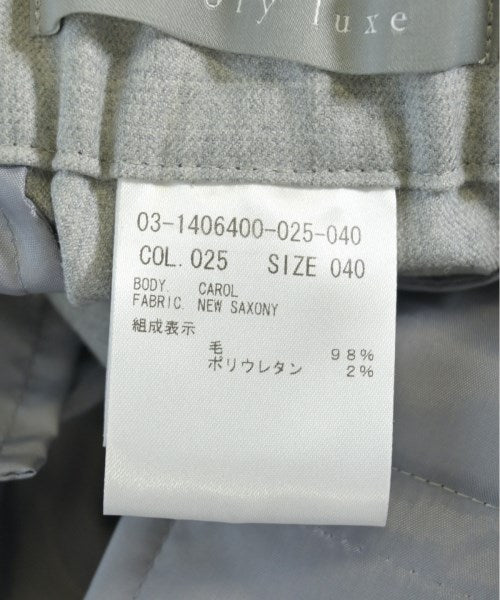 luxe
03-1406400-025-040
COL. 025 SIZE 040
BODY. CAROL
FABRIC. NEW SAXONY
組成表示
毛 98%
ポリウレタン 2%